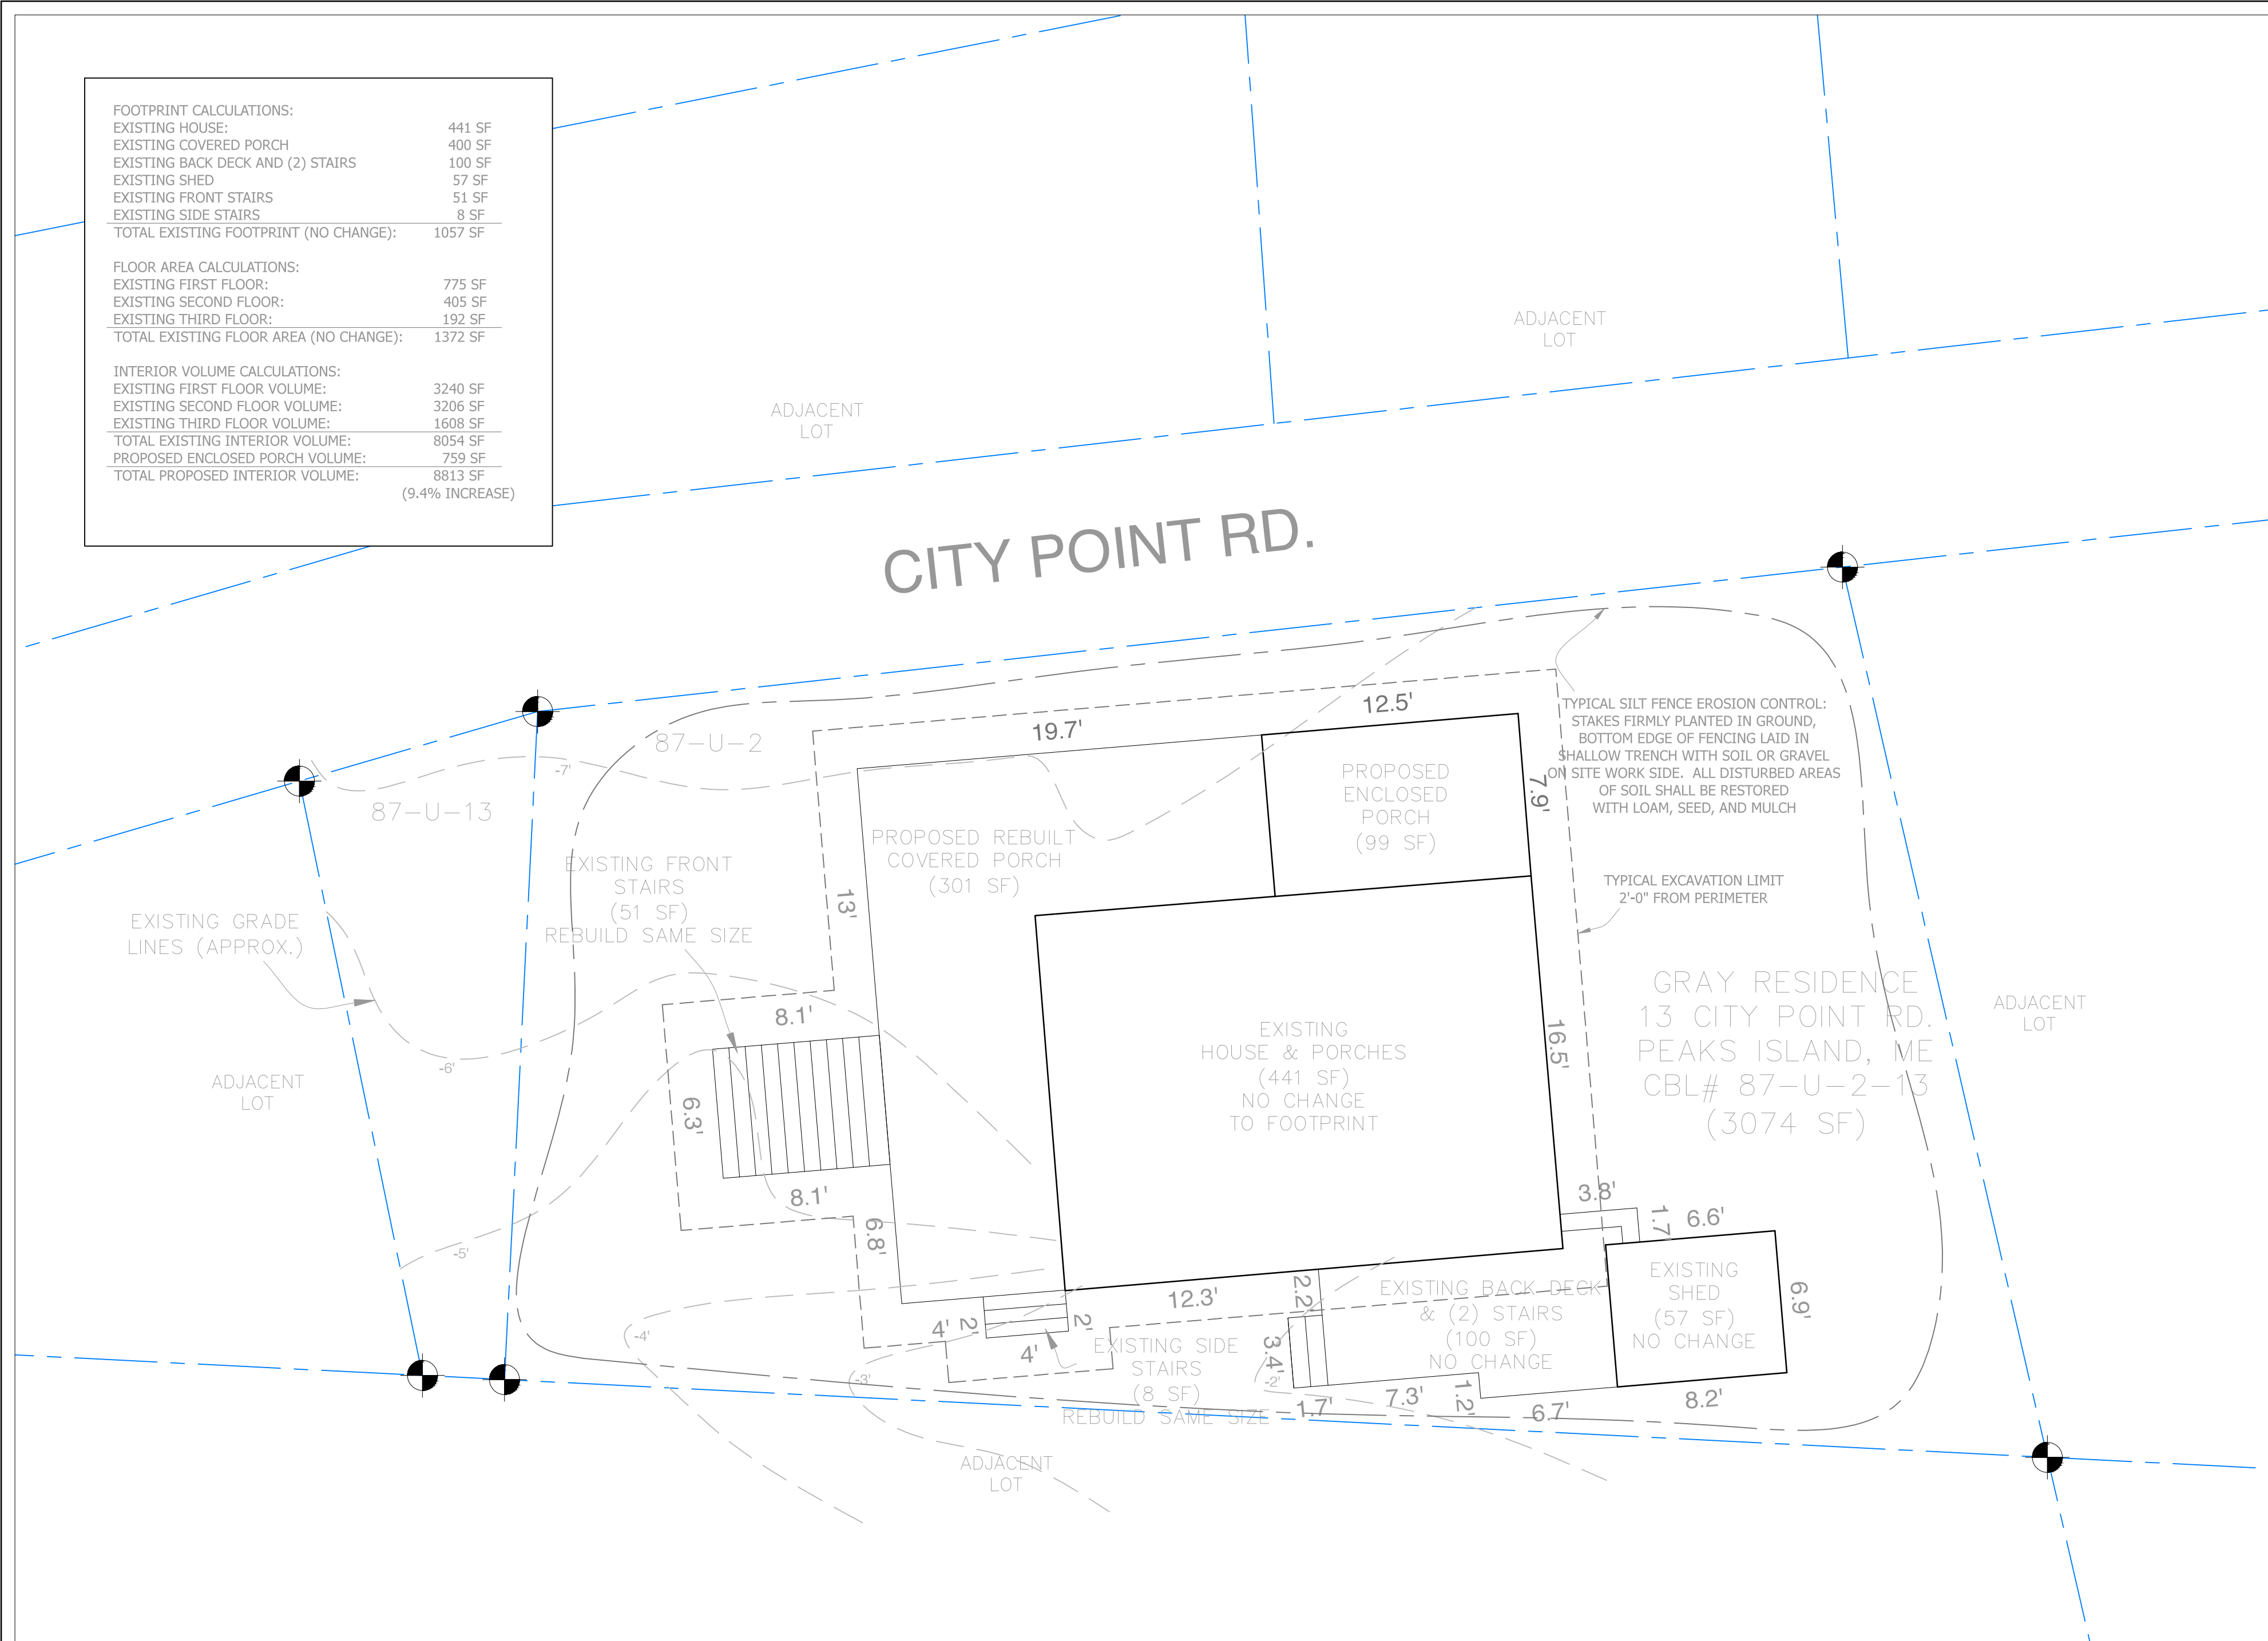 FOOTPRINT CALCULATIONS:
EXISTING HOUSE: 441 SF
EXISTING COVERED PORCH 400 SF
EXISTING BACK DECK AND (2) STAIRS 100 SF
EXISTING SHED 57 SF
EXISTING FRONT STAIRS 51 SF
EXISTING SIDE STAIRS 8 SF
TOTAL EXISTING FOOTPRINT (NO CHANGE): 1057 SF
FLOOR AREA CALCULATIONS:
EXISTING FIRST FLOOR: 775 SF
EXISTING SECOND FLOOR: 405 SF
EXISTING THIRD FLOOR: 192 SF
TOTAL EXISTING FLOOR AREA (NO CHANGE): 1372 SF
INTERIOR VOLUME CALCULATIONS:
EXISTING FIRST FLOOR VOLUME: 3240 SF
EXISTING SECOND FLOOR VOLUME: 3206 SF
EXISTING THIRD FLOOR VOLUME: 1608 SF
TOTAL EXISTING INTERIOR VOLUME: 8054 SF
PROPOSED ENCLOSED PORCH VOLUME: 759 SF
TOTAL PROPOSED INTERIOR VOLUME: 8813 SF
(9.4% INCREASE)
ADJACENT
LOT
ADJACENT
LOT
CITY POINT RD.
87-U-2
87-U-13
-7'
19.7'
12.5'
7.9'
TYPICAL SILT FENCE EROSION CONTROL:
STAKES FIRMLY PLANTED IN GROUND,
BOTTOM EDGE OF FENCING LAID IN
SHALLOW TRENCH WITH SOIL OR GRAVEL
ON SITE WORK SIDE. ALL DISTURBED AREAS
OF SOIL SHALL BE RESTORED
WITH LOAM, SEED, AND MULCH
PROPOSED
ENCLOSED
PORCH
(99 SF)
PROPOSED REBUILT
COVERED PORCH
(301 SF)
13'
EXISTING FRONT
STAIRS
(51 SF)
REBUILD SAME SIZE
EXISTING GRADE
LINES (APPROX.)
TYPICAL EXCAVATION LIMIT
2'-0" FROM PERIMETER
GRAY RESIDENCE
13 CITY POINT RD.
PEAKS ISLAND, ME
CBL# 87-U-2-13
(3074 SF)
ADJACENT
LOT
8.1'
EXISTING
HOUSE & PORCHES
(441 SF)
NO CHANGE
TO FOOTPRINT
16.5'
-6'
ADJACENT
LOT
6.3'
8.1'
6.8'
-5'
3.8'
1.7'
6.6'
EXISTING
SHED
(57 SF)
NO CHANGE
6.9'
8.2'
EXISTING BACK DECK
& (2) STAIRS
(100 SF)
NO CHANGE
12.3'
2.2'
3.4'
-4'
4'
2'
2'
4'
-3'
-2'
EXISTING SIDE
STAIRS
(8 SF)
REBUILD SAME SIZE
1.7'
7.3'
1.2'
6.7'
ADJACENT
LOT